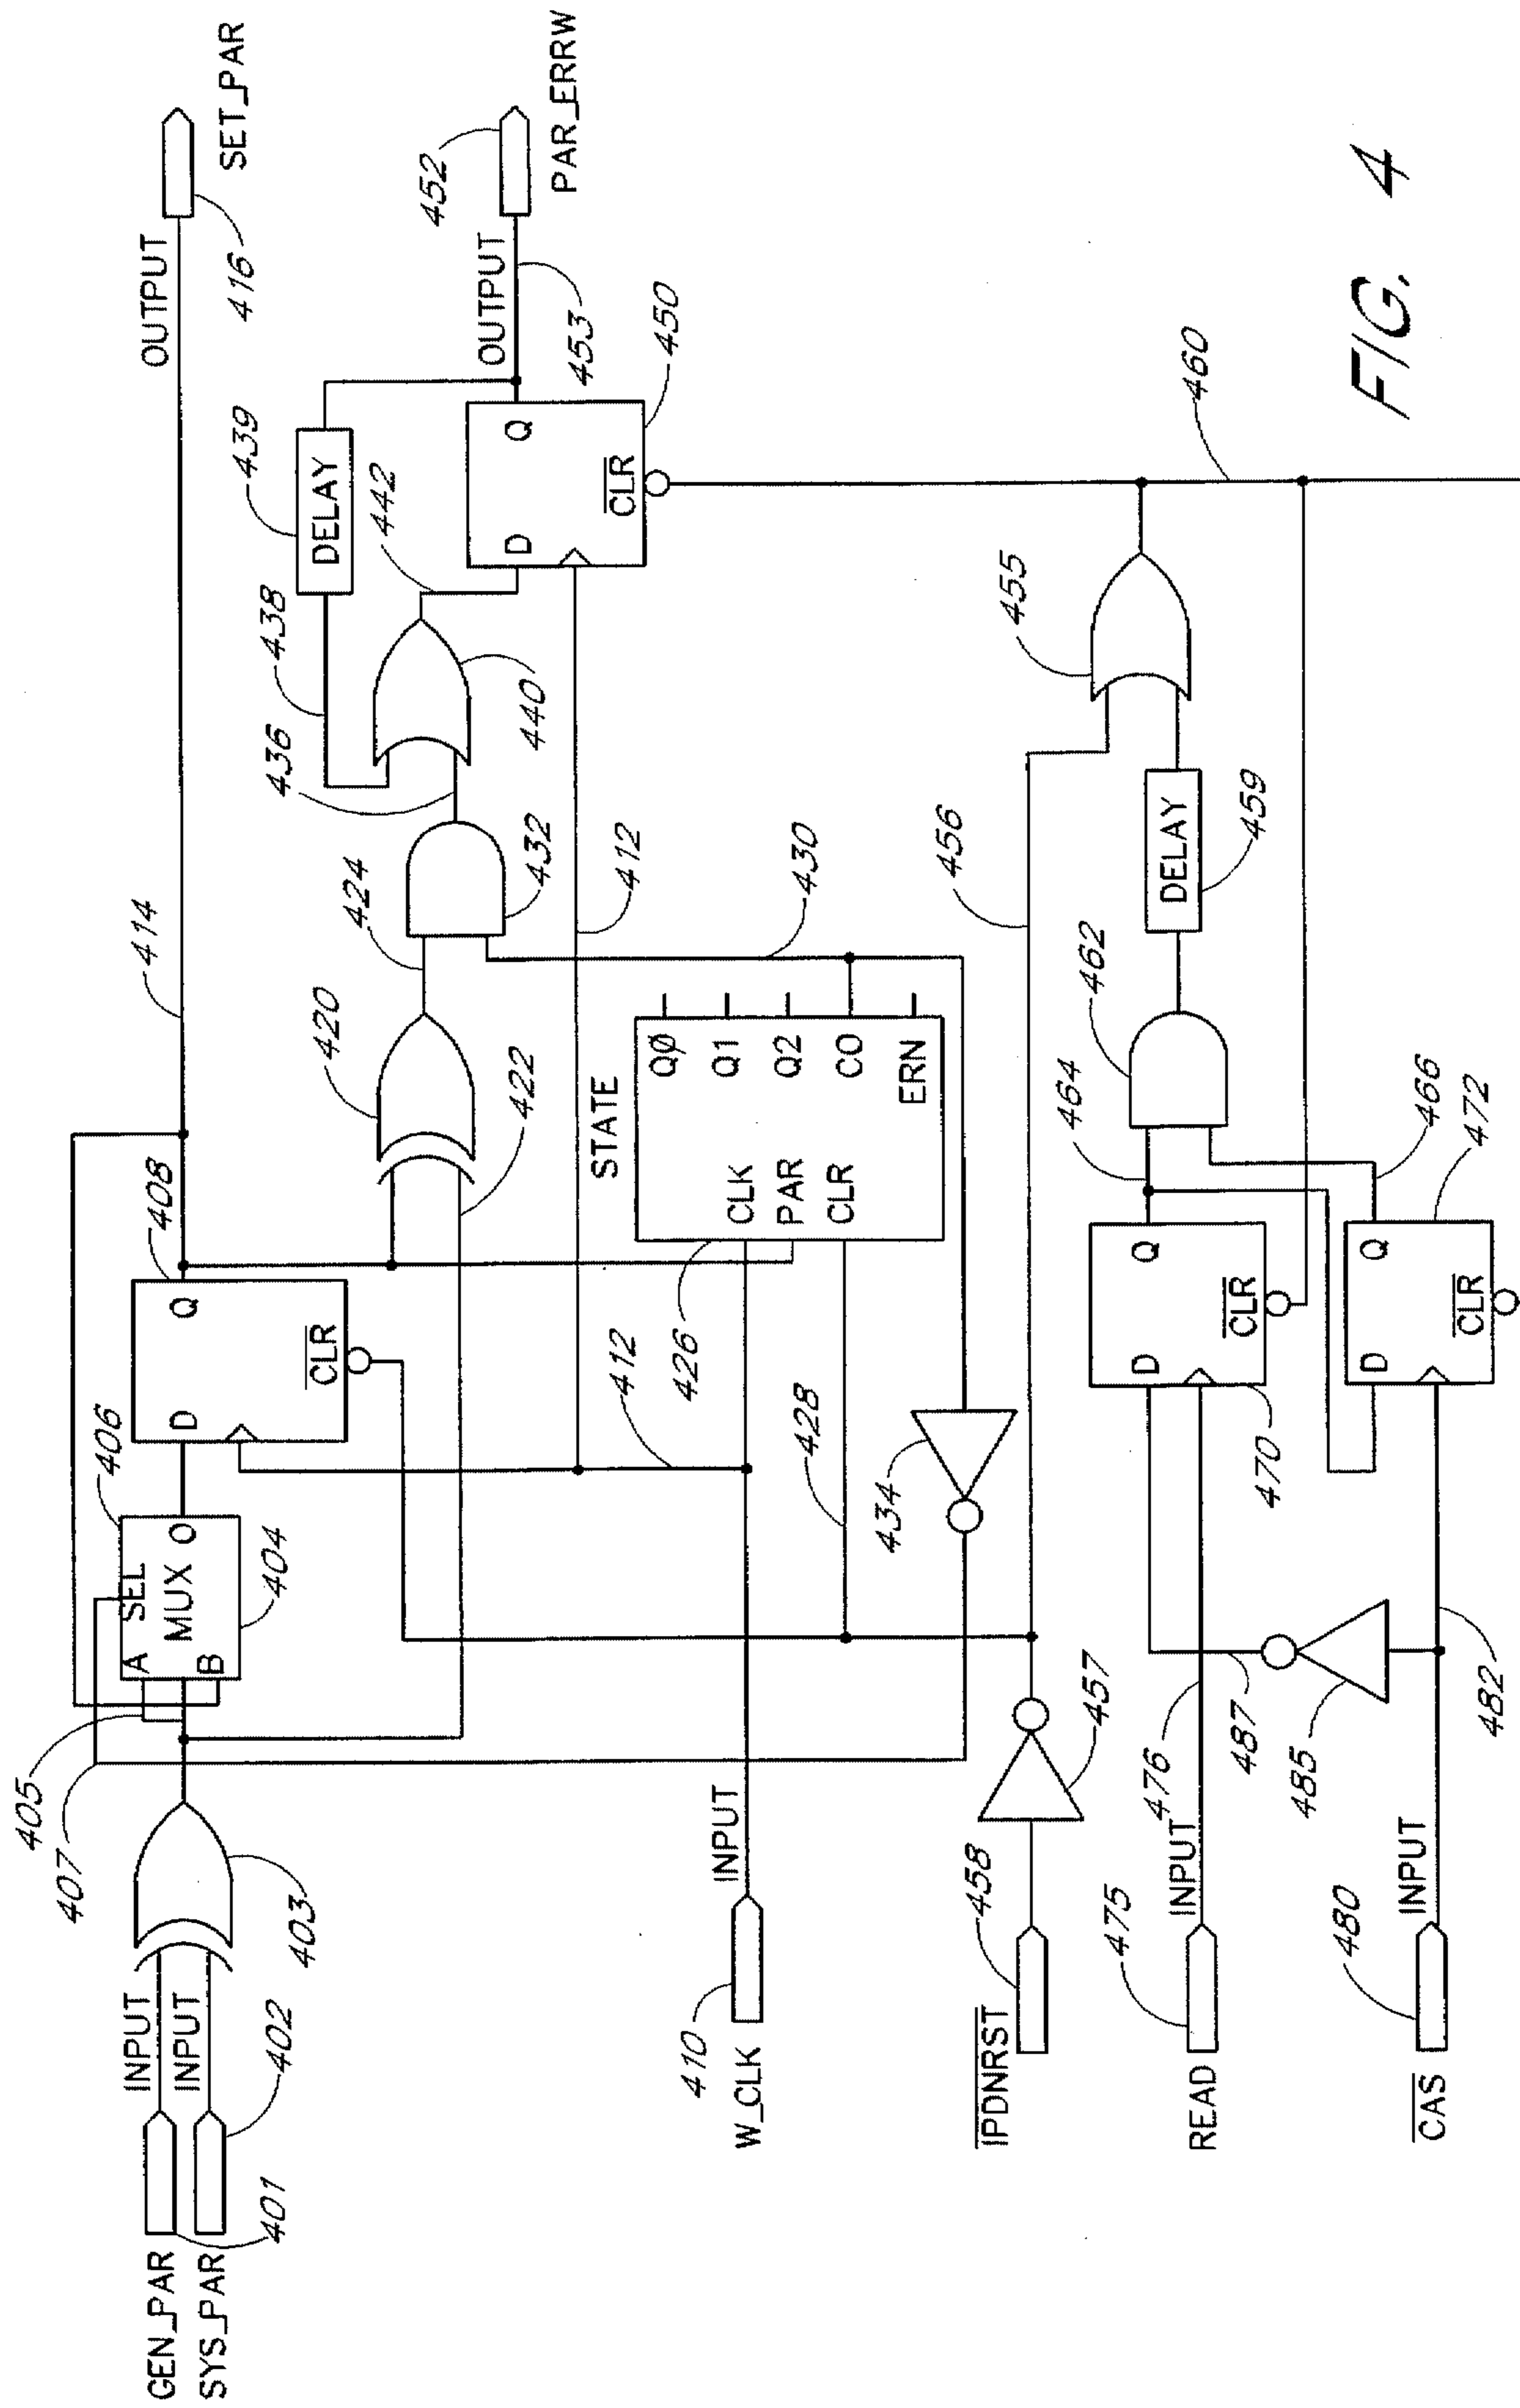 GEN_PAR
SYS_PAR
INPUT
INPUT
401
402
403
405
407
A
B
SEL
MUX
O
404
406
D
Q
CLR
408
414
OUTPUT
SET_PAR
416
420
422
424
432
436
438
DELAY
439
440
442
D
Q
CLR
450
OUTPUT
453
452
PAR_ERRW
W_CLK
410
INPUT
412
412
STATE
CLK
PAR
CLR
QØ
Q1
Q2
CO
ERN
426
428
430
434
IPDNRST
458
457
456
455
DELAY
459
460
462
464
466
READ
475
INPUT
476
D
Q
CLR
470
CAS
480
INPUT
482
485
487
D
Q
CLR
472
FIG. 4